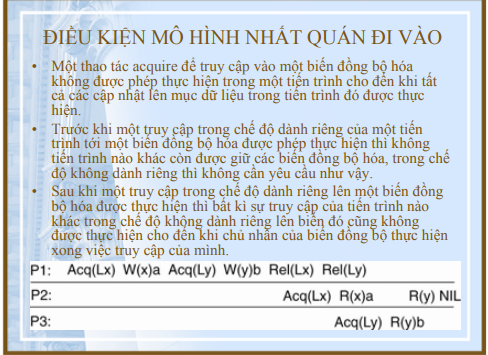 ĐIỀU KIỆN MÔ HÌNH NHẤT QUÁN ĐI VÀO
• Một thao tác acquire để truy cập vào một biến đồng bộ hóa
không được phép thực hiện trong một tiến trình cho đến khi tất
cả các cập nhật lên mục dữ liệu trong tiến trình đó được thực
hiện.
• Trước khi một truy cập trong chế độ dành riêng của một tiến
trình tới một biến đồng bộ hóa được phép thực hiện thì không
tiến trình nào khác còn được giữ các biến đồng bộ hóa, trong chế
độ không dành riêng thì không cần yêu cầu như vậy.
• Sau khi một truy cập trong chế độ dành riêng lên một biến đồng
bộ hóa được thực hiện thì bất kì sự truy cập của tiến trình nào
khác trong chế độ không dành riêng lên biến đó cũng không
được thực hiện cho đến khi chủ nhân của biến đồng bộ thực hiện
xong việc truy cập của mình.
P1: Acq(Lx) W(x)a Acq(Ly) W(y)b Rel(Lx) Rel(Ly)
P2: Acq(Lx) R(x)a R(y) NIL
P3: Acq(Ly) R(y)b